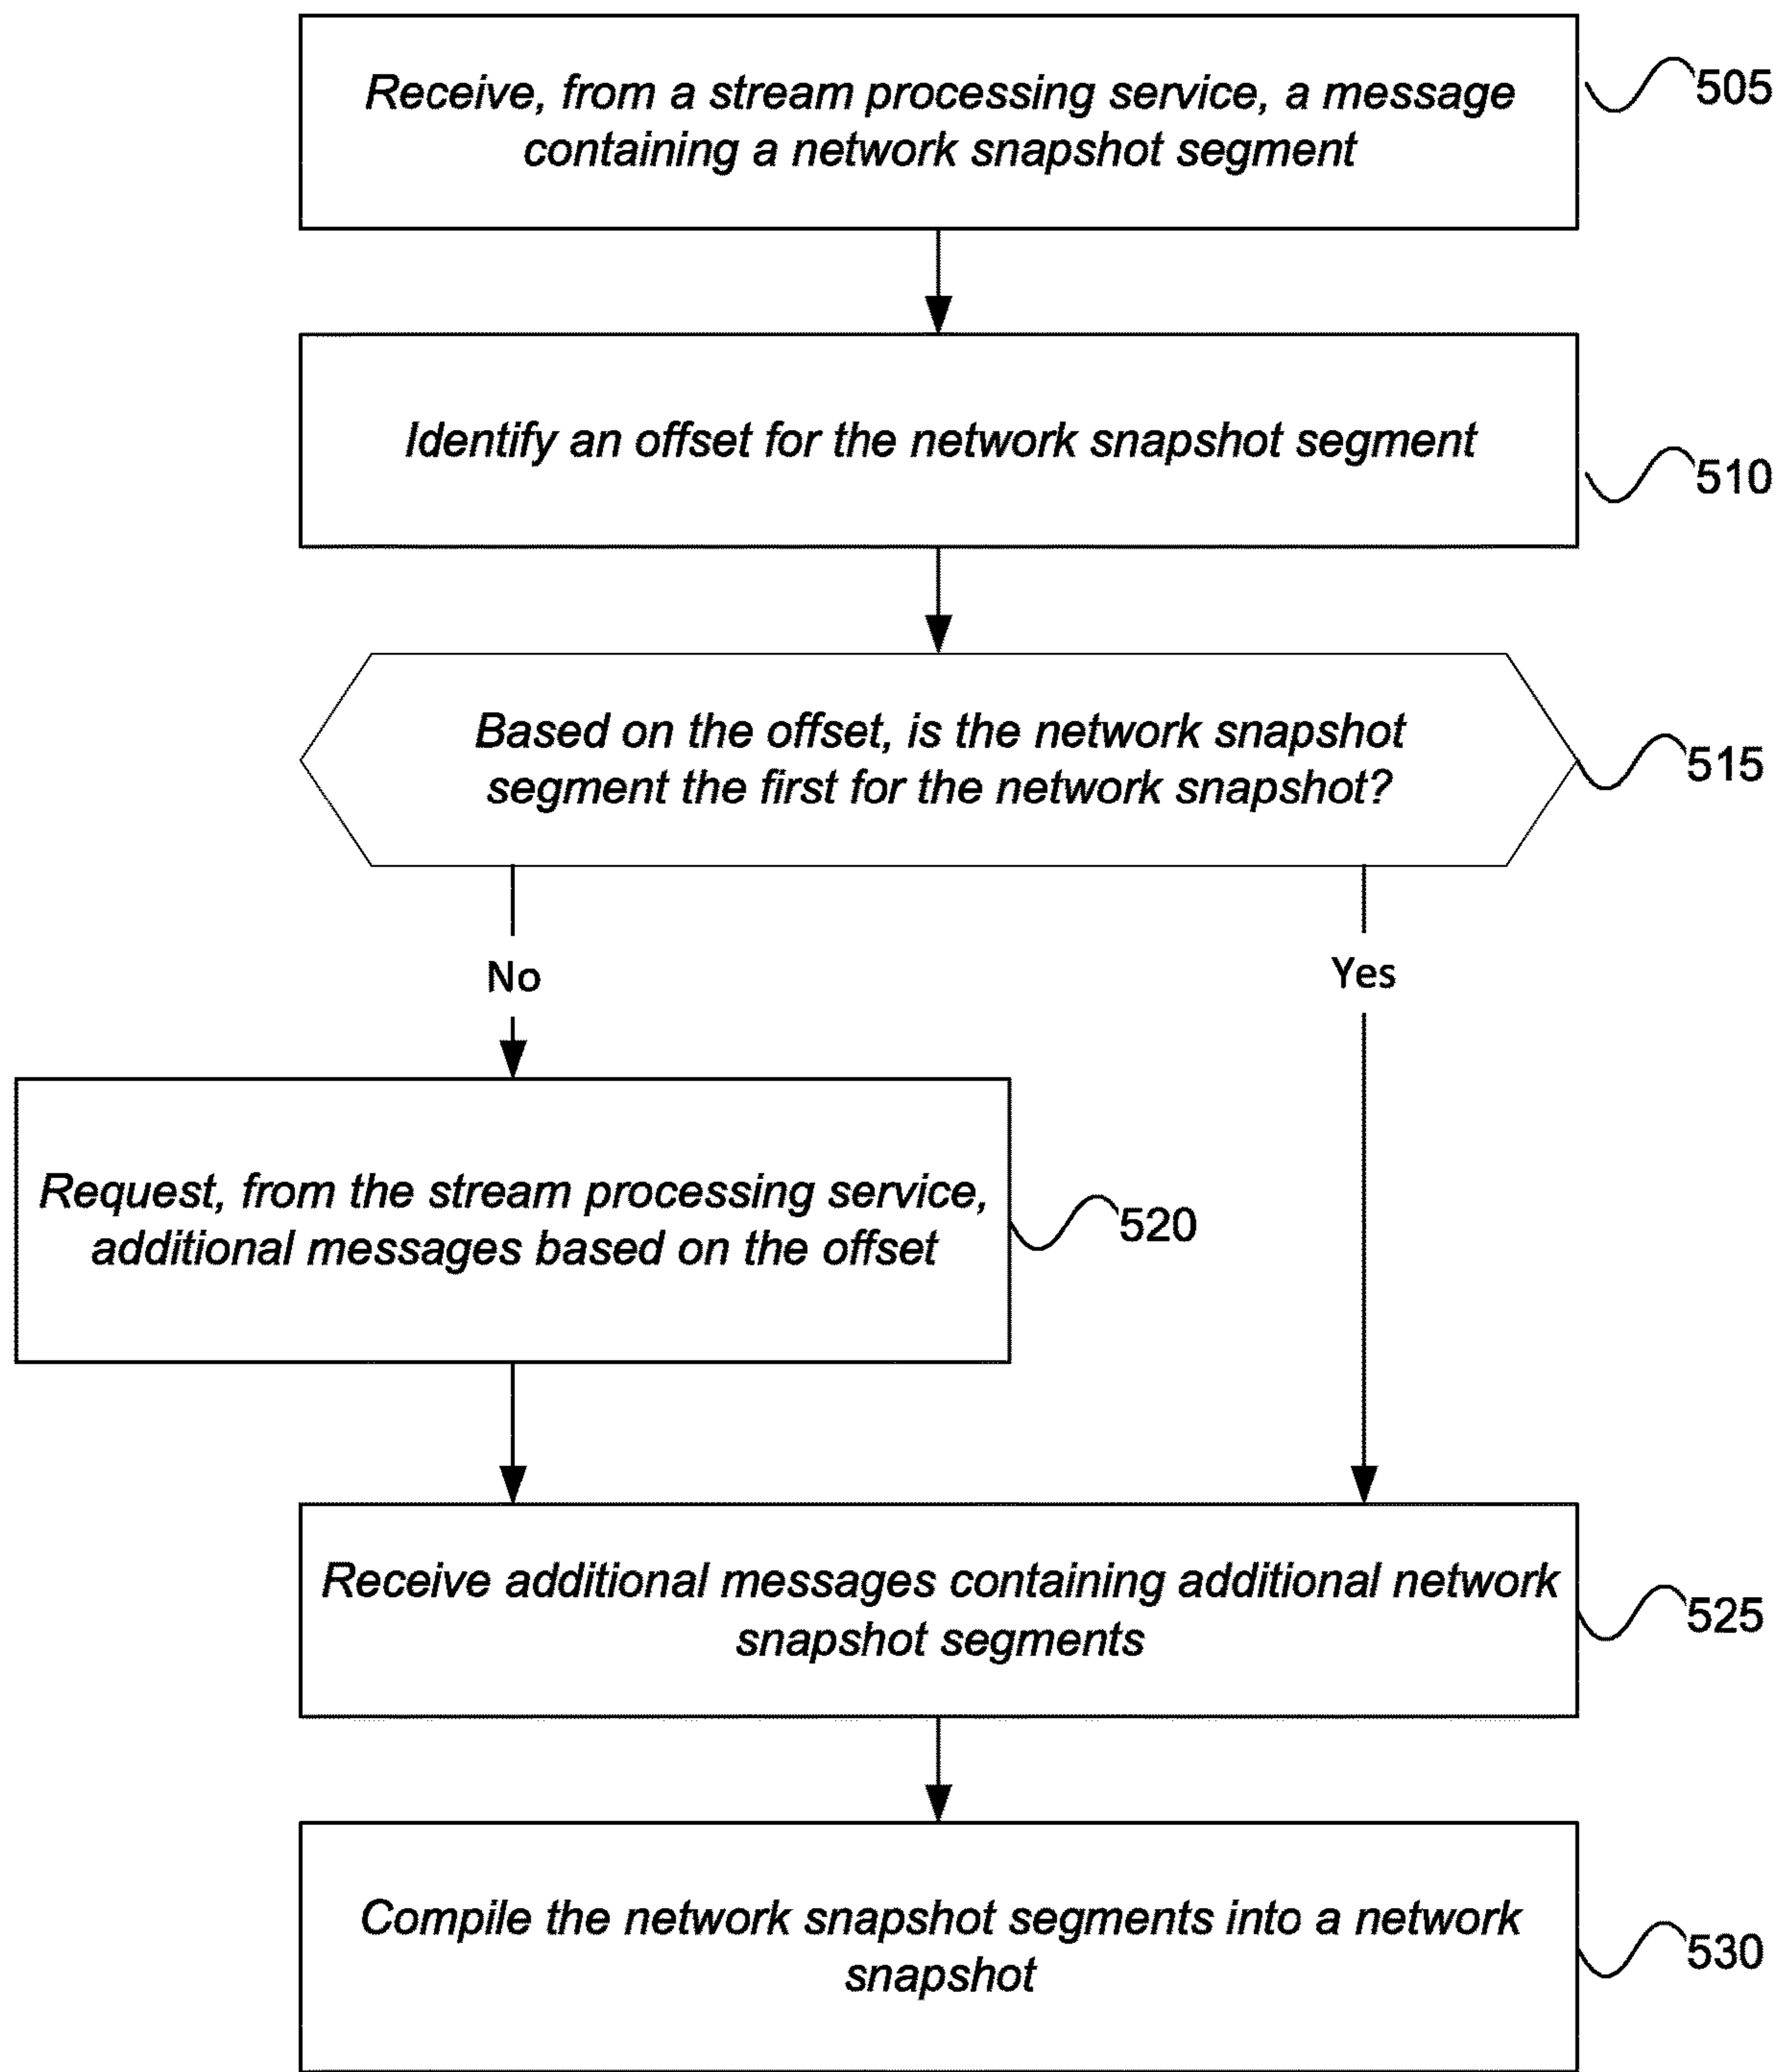 Receive, from a stream processing service, a message
containing a network snapshot segment
505
Identify an offset for the network snapshot segment
510
Based on the offset, is the network snapshot
segment the first for the network snapshot?
515
No
Yes
Request, from the stream processing service,
additional messages based on the offset
520
Receive additional messages containing additional network
snapshot segments
525
Compile the network snapshot segments into a network
snapshot
530